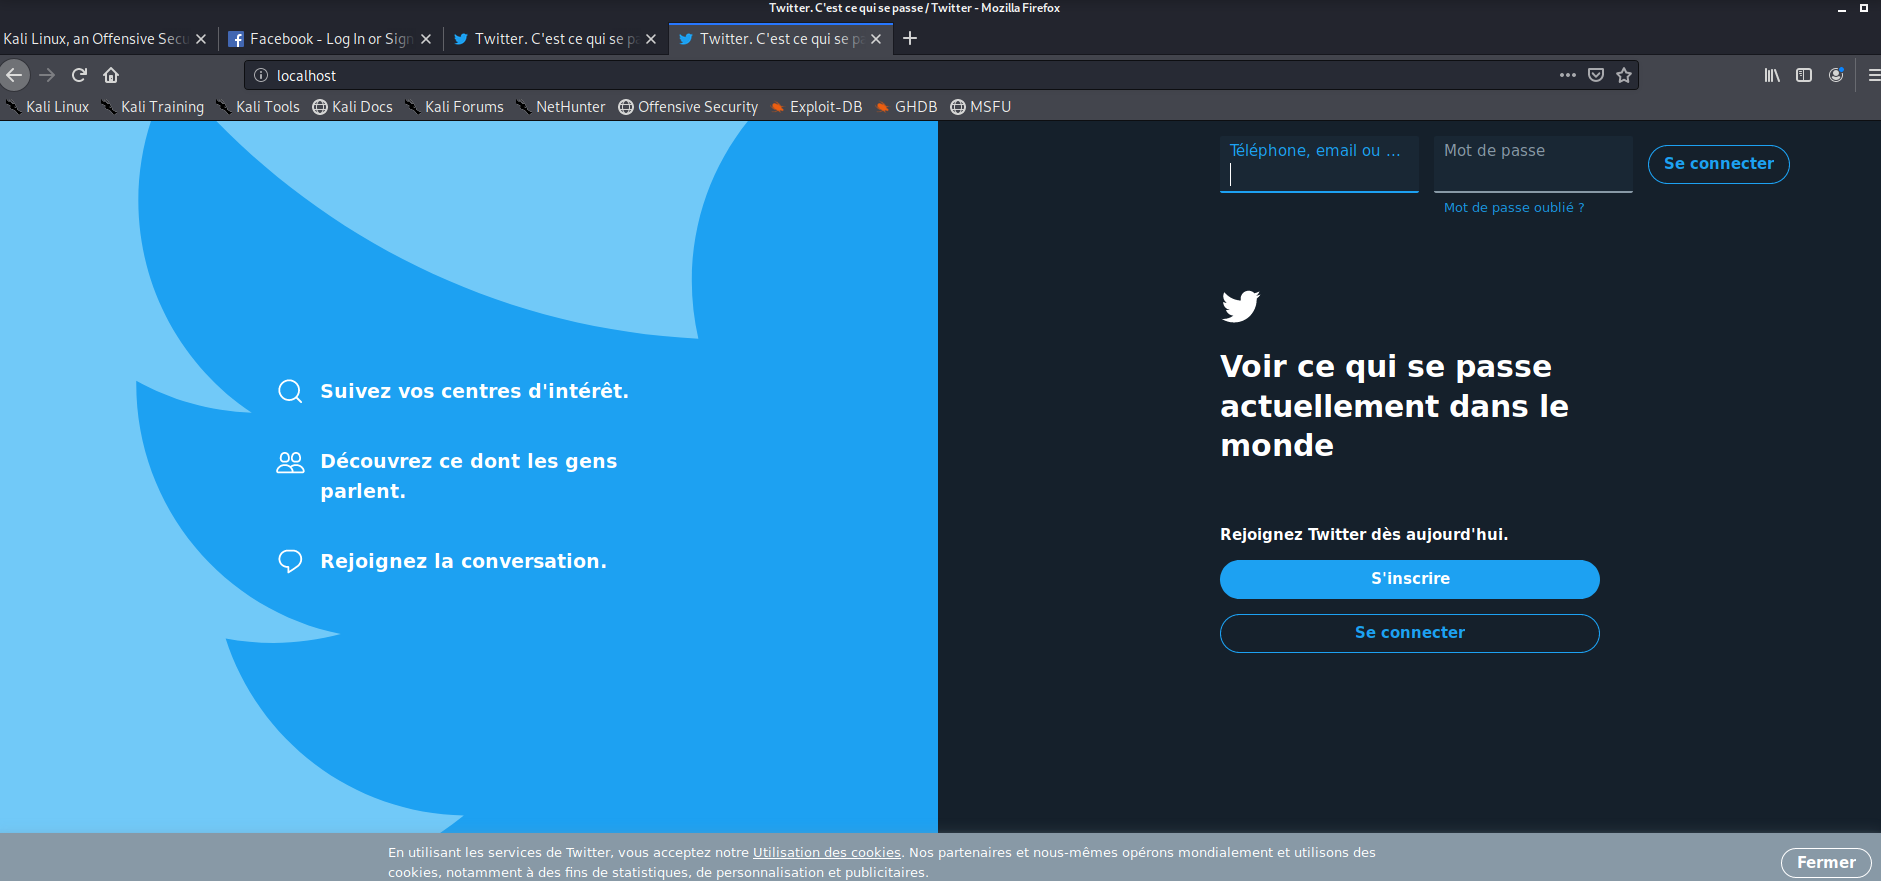 Twitter. C'est ce qui se passe / Twitter - Mozilla Firefox
Kali Linux, an Offensive Secu
Facebook - Log In or Sign
Twitter. C'est ce qui se pa
Twitter. C'est ce qui se pa
localhost
Kali Linux
Kali Training
Kali Tools
Kali Docs
Kali Forums
NetHunter
Offensive Security
Exploit-DB
GHDB
MSFU
Téléphone, email ou ...
Mot de passe
Se connecter
Mot de passe oublié ?
Suivez vos centres d'intérêt.
Découvrez ce dont les gens
parlent.
Rejoignez la conversation.
Voir ce qui se passe
actuellement dans le
monde
Rejoignez Twitter dès aujourd'hui.
S'inscrire
Se connecter
En utilisant les services de Twitter, vous acceptez notre Utilisation des cookies. Nos partenaires et nous-mêmes opérons mondialement et utilisons des
cookies, notamment à des fins de statistiques, de personnalisation et publicitaires.
Fermer